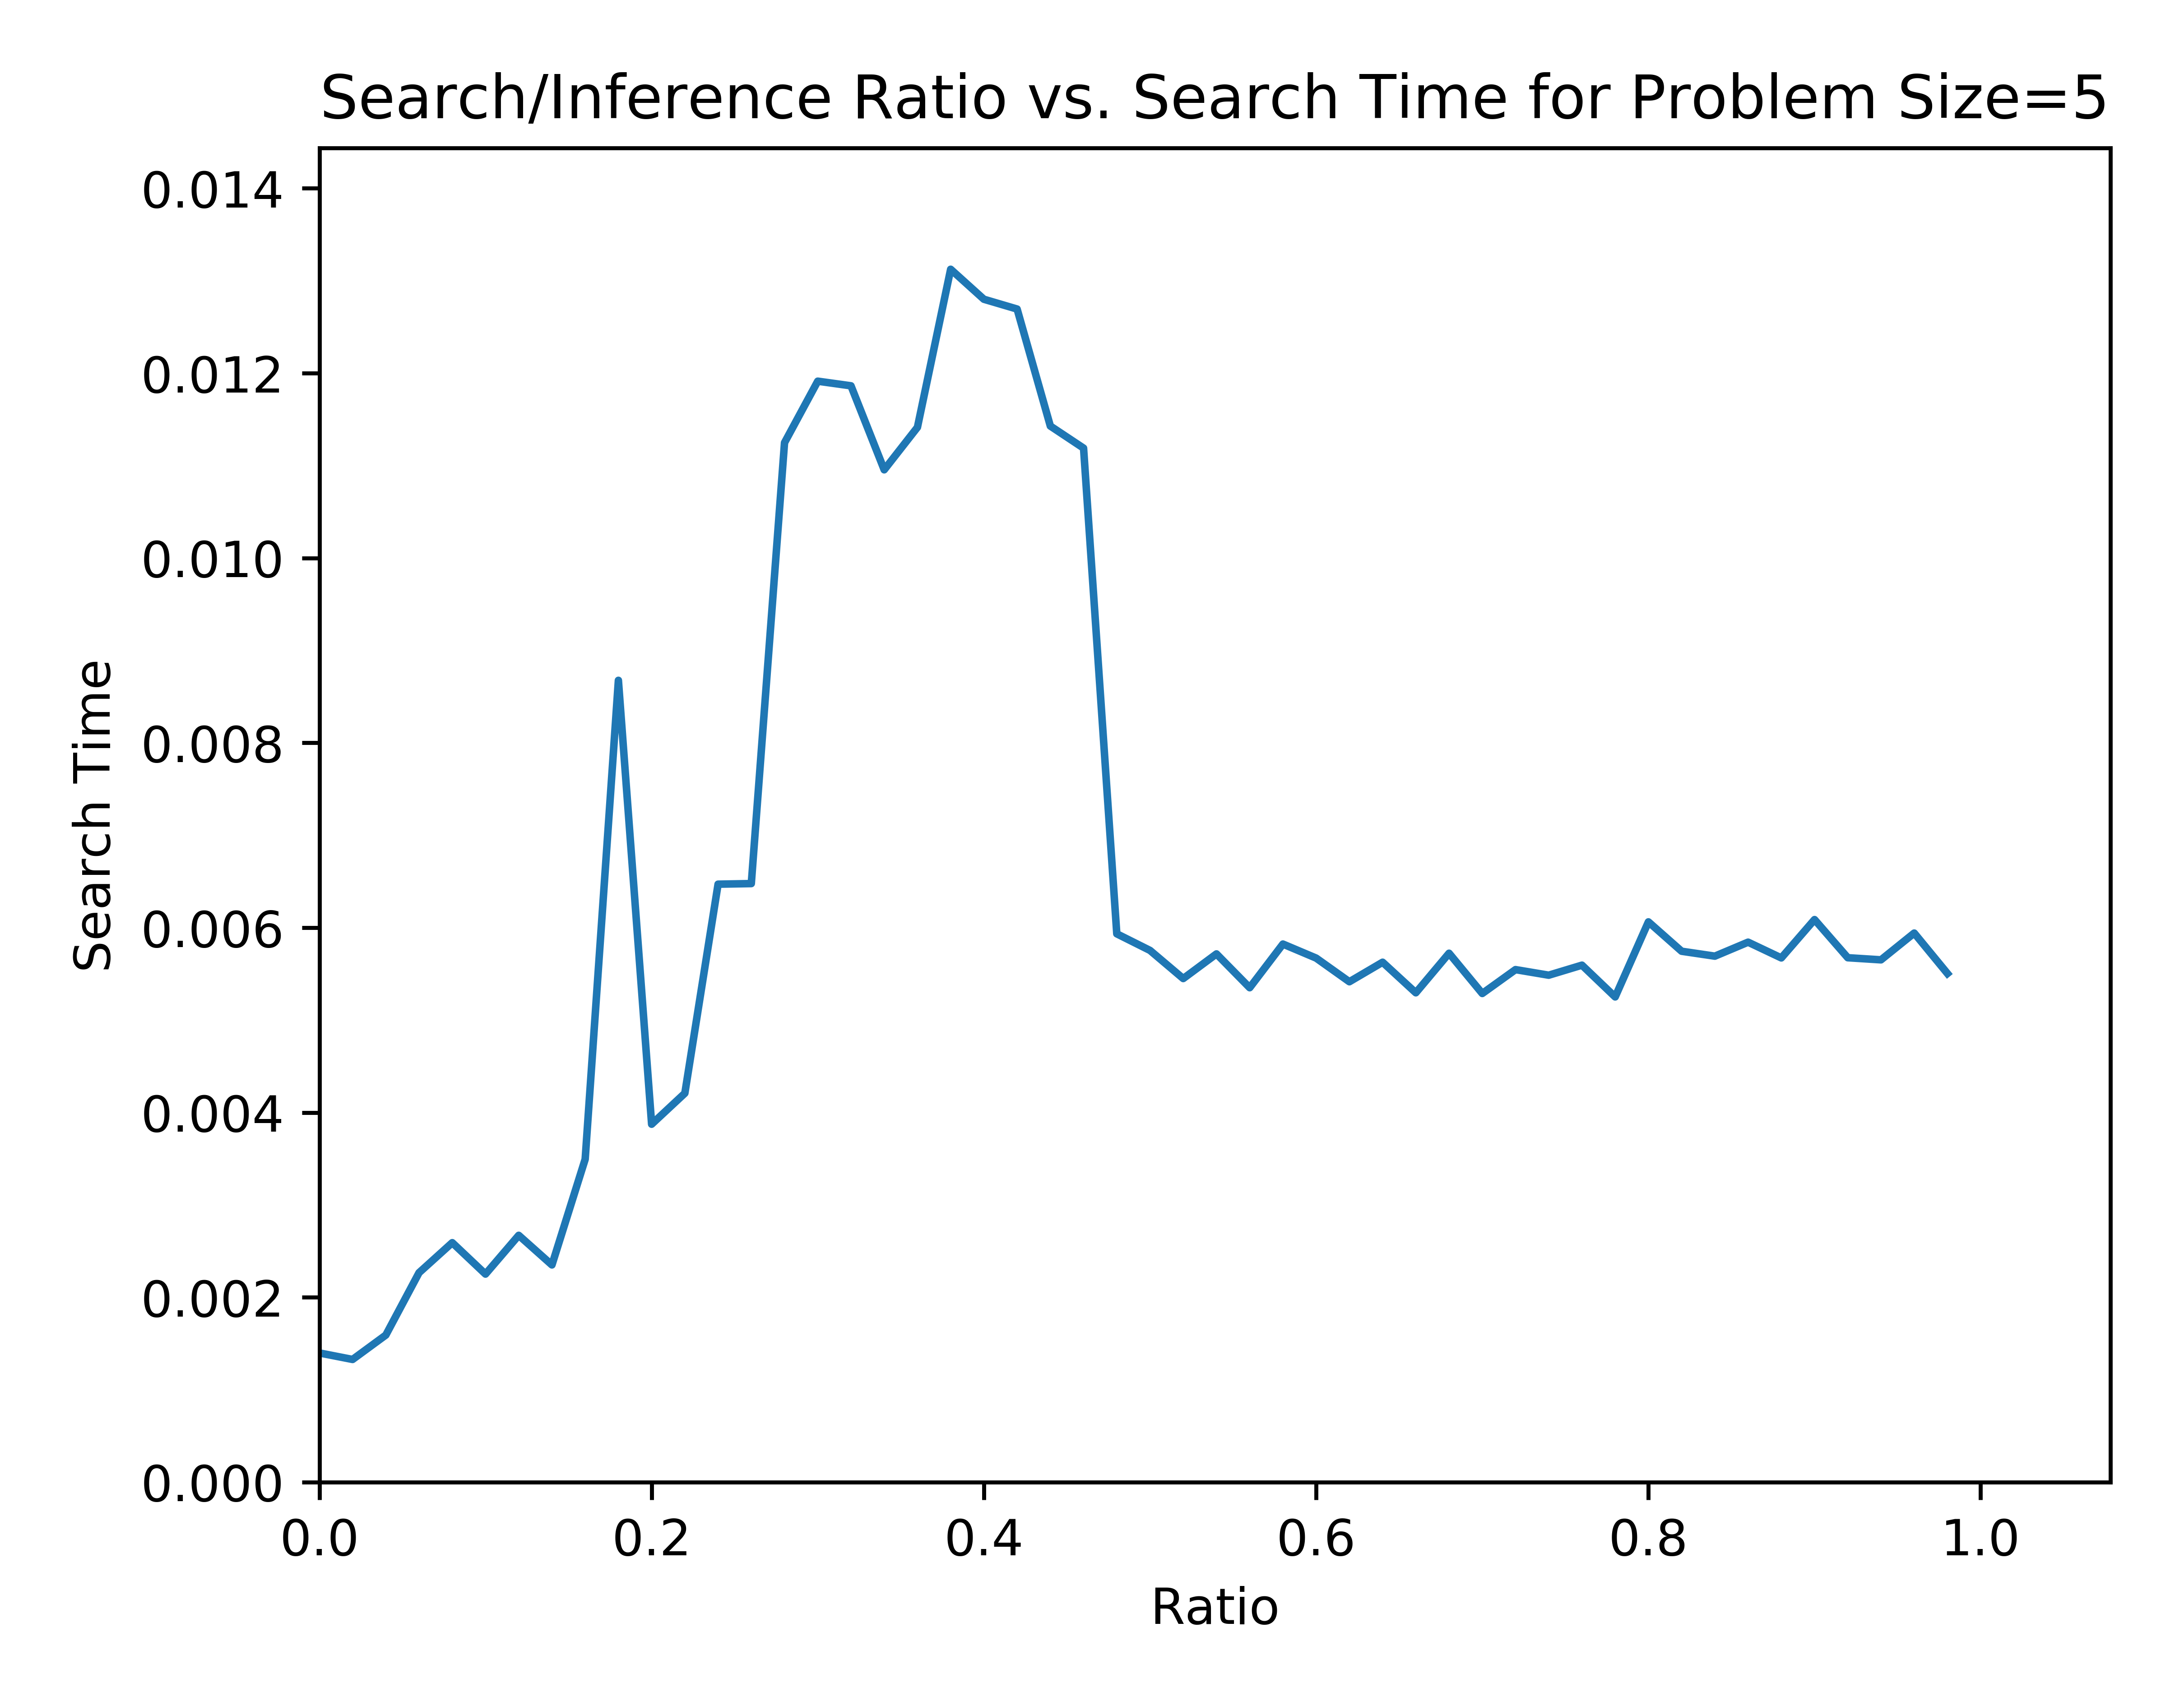 Search/Inference Ratio vs. Search Time for Problem Size=5
0.014
0.012
0.010
0.008
0.006
0.004
0.002
0.000
Search Time
0.0 0.2 0.4 0.6 0.8 1.0
Ratio